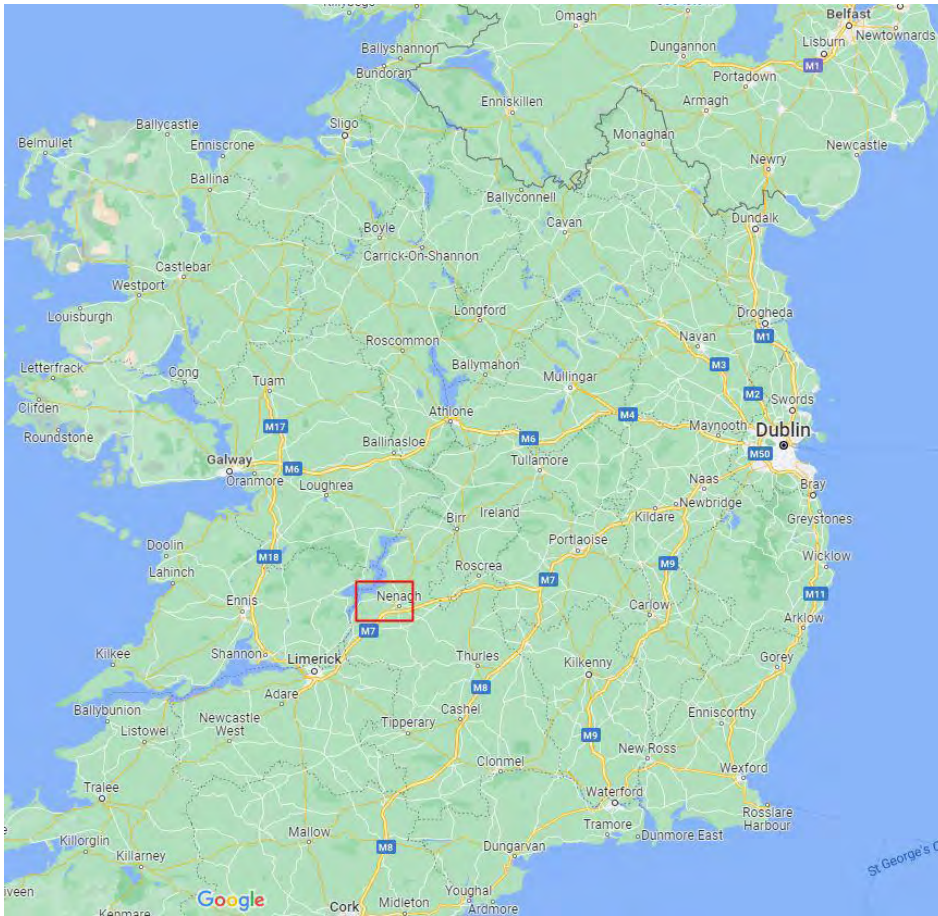 Belfast
Killybegs
Omagh
Lisburn
Newtownards
Ballyshannon
Dungannon
M1
Bundoran
Portadown
Enniskillen
Armagh
Ballycastle
Sligo
Belmullet
Enniscrone
Monaghan
Newcastle
Newry
Ballina
Ballyconnell
Dundalk
Boyle
Cavan
Carrick-On-Shannon
Castlebar
Westport
Louisburgh
Longford
Drogheda
Roscommon
Navan
M1
Letterfrack
Cong
Ballymahon
M3
Tuam
Mullingar
M2
Clifden
Athlone
Swords
Roundstone
M17
M4
Maynooth
Dublin
Ballinasloe
M6
M50
Galway
M6
Tullamore
Oranmore
Naas
Loughrea
Bray
Newbridge
Birr
Ireland
Kildare
Greystones
Doolin
Portlaoise
M18
Wicklow
Lahinch
Roscrea
M9
M7
Nenagh
M11
Ennis
Carlow
Arklow
M7
Kilkee
Shannon
Limerick
Thurles
Kilkenny
Gorey
M8
Adare
Ballybunion
Newcastle
West
Cashel
Enniscorthy
Listowel
Tipperary
M9
New Ross
Clonmel
Wexford
Tralee
Waterford
Rosslare
Harbour
Killorglin
Mallow
Tramore
Dunmore East
M8
Dungarvan
Killarney
St George's C
iveen
Youghal
Google
Kenmare
Cork
Midleton
Ardmore